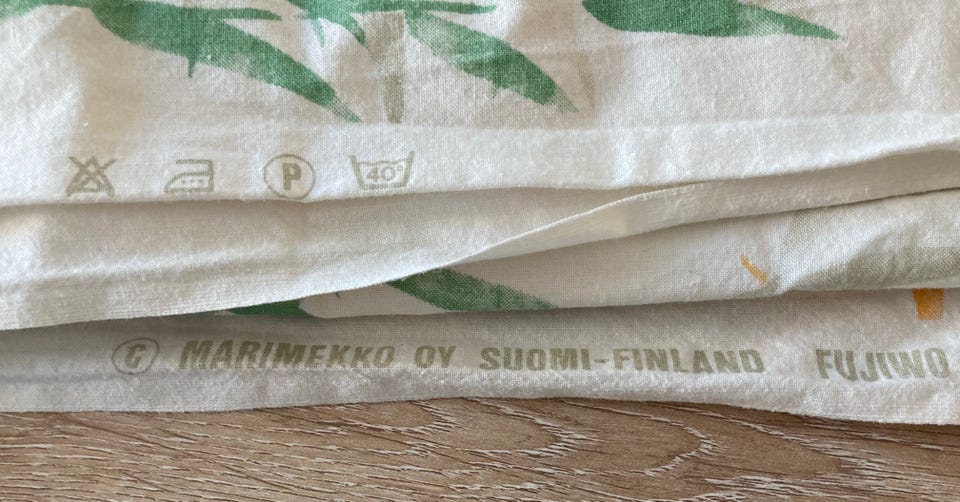 P 40°
© MARIMEKKO OY SUOMI-FINLAND FUJIWO